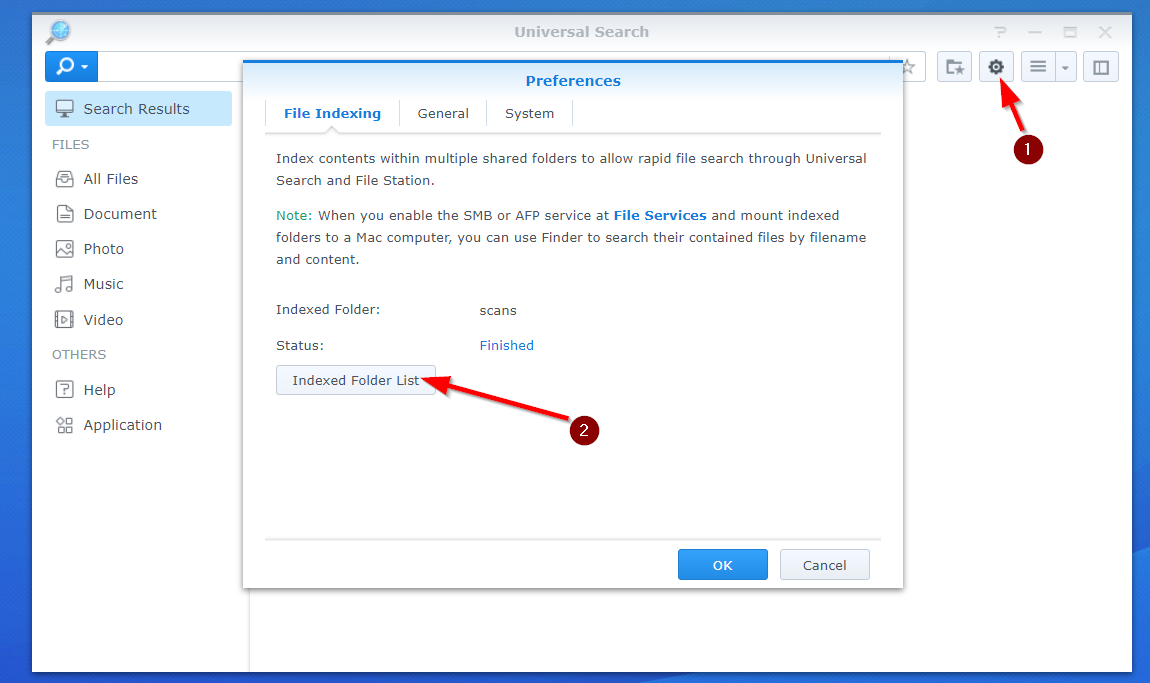 Universal Search
Preferences
Search Results
FILES
All Files
Document
Photo
Music
Video
OTHERS
Help
Application
File Indexing
General
System
Index contents within multiple shared folders to allow rapid file search through Universal
Search and File Station.
Note: When you enable the SMB or AFP service at File Services and mount indexed
folders to a Mac computer, you can use Finder to search their contained files by filename
and content.
Indexed Folder: scans
Status: Finished
Indexed Folder List
OK
Cancel
1
2